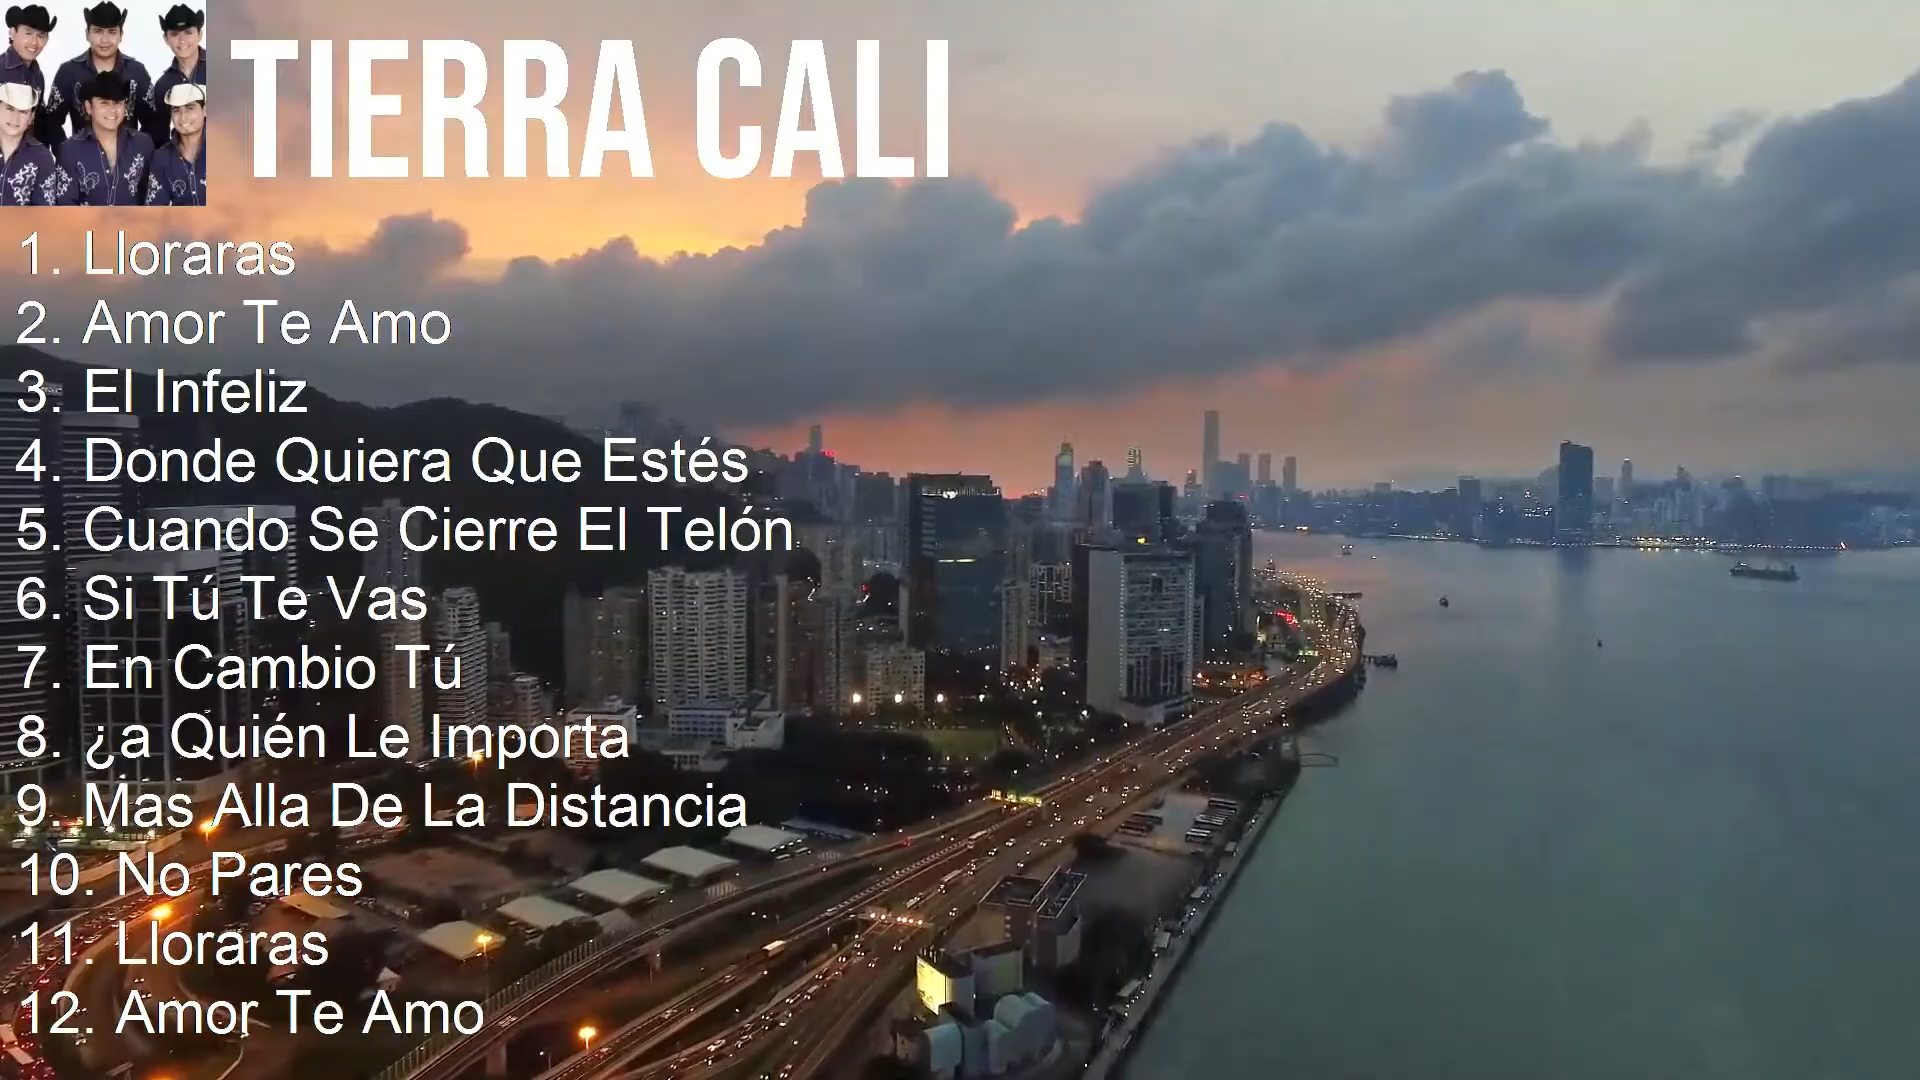 TIERRA CALI
1. Lloraras
2. Amor Te Amo
3. El Infeliz
4. Donde Quiera Que Estés
5. Cuando Se Cierre El Telón
6. Si Tú Te Vas
7. En Cambio Tú
8. ¿a Quién Le Importa
9. Mas Alla De La Distancia
10. No Pares
11. Lloraras
12. Amor Te Amo